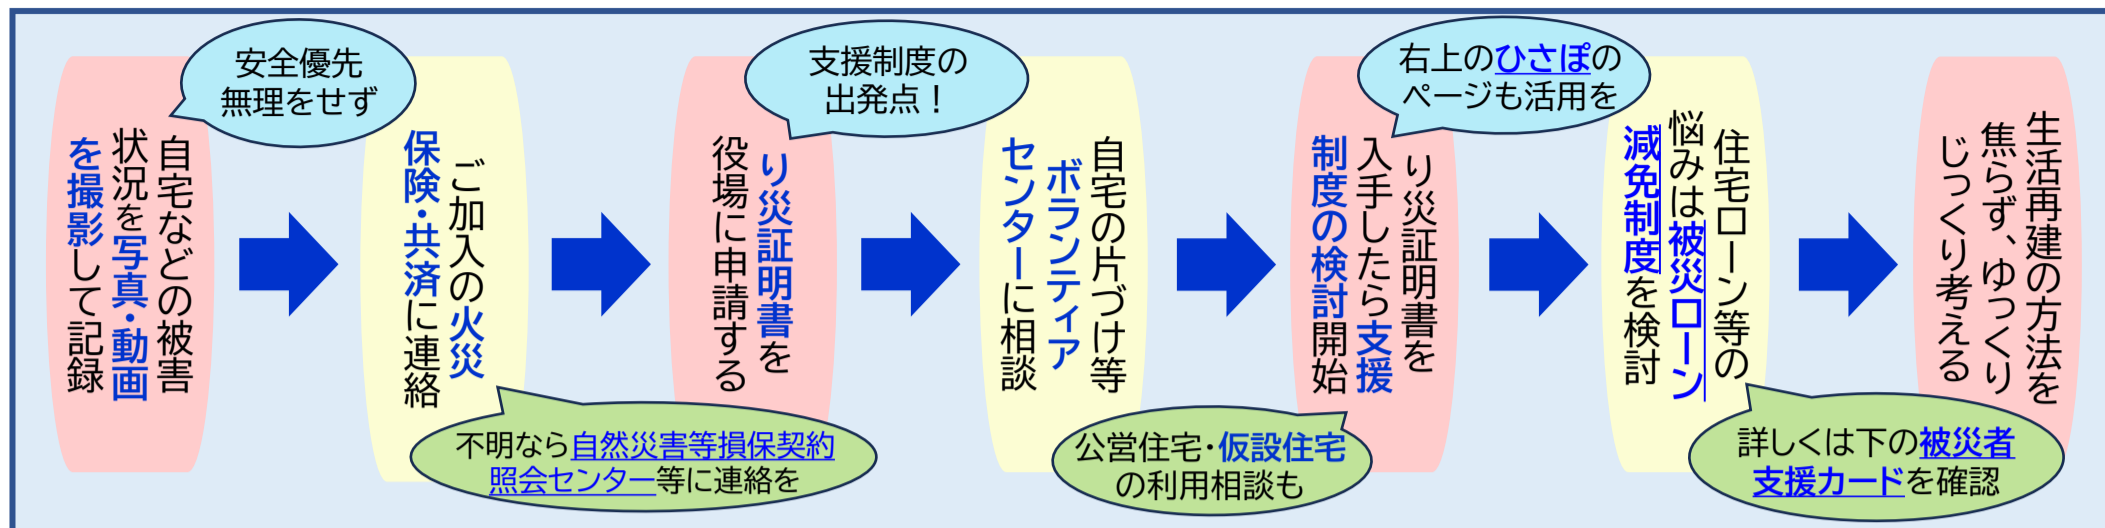 安全優先
無理をせず
自宅などの被害
状況を写真・動画
を撮影して記録
ご加入の火災
保険・共済に連絡
不明なら自然災害等損保契約
照会センター等に連絡を
支援制度の
出発点！
り災証明書を
役場に申請する
自宅の片づけ等
ボランティア
センターに相談
右上のひさぽの
ページも活用を
り災証明書を
入手したら支援
制度の検討開始
公営住宅・仮設住宅
の利用相談も
住宅ローン等の
悩みは被災ローン
減免制度を検討
詳しくは下の被災者
支援カードを確認
生活再建の方法を
焦らず、ゆっくり
じっくり考える